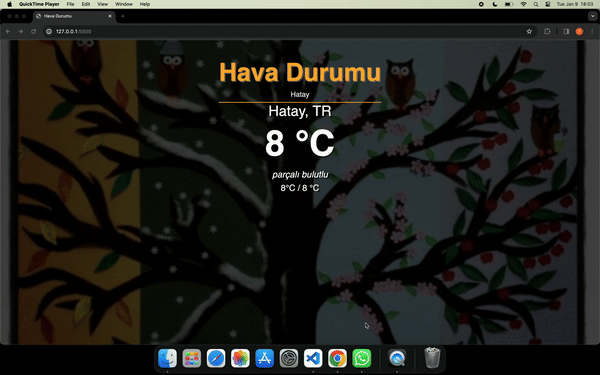 QuickTime Player File Edit View Window Help Tue Jan 9 18:03
Hava Durumu
127.0.0.1:5500
Hava Durumu
Hatay
Hatay, TR
8 °C
parçalı bulutlu
8°C / 8 °C